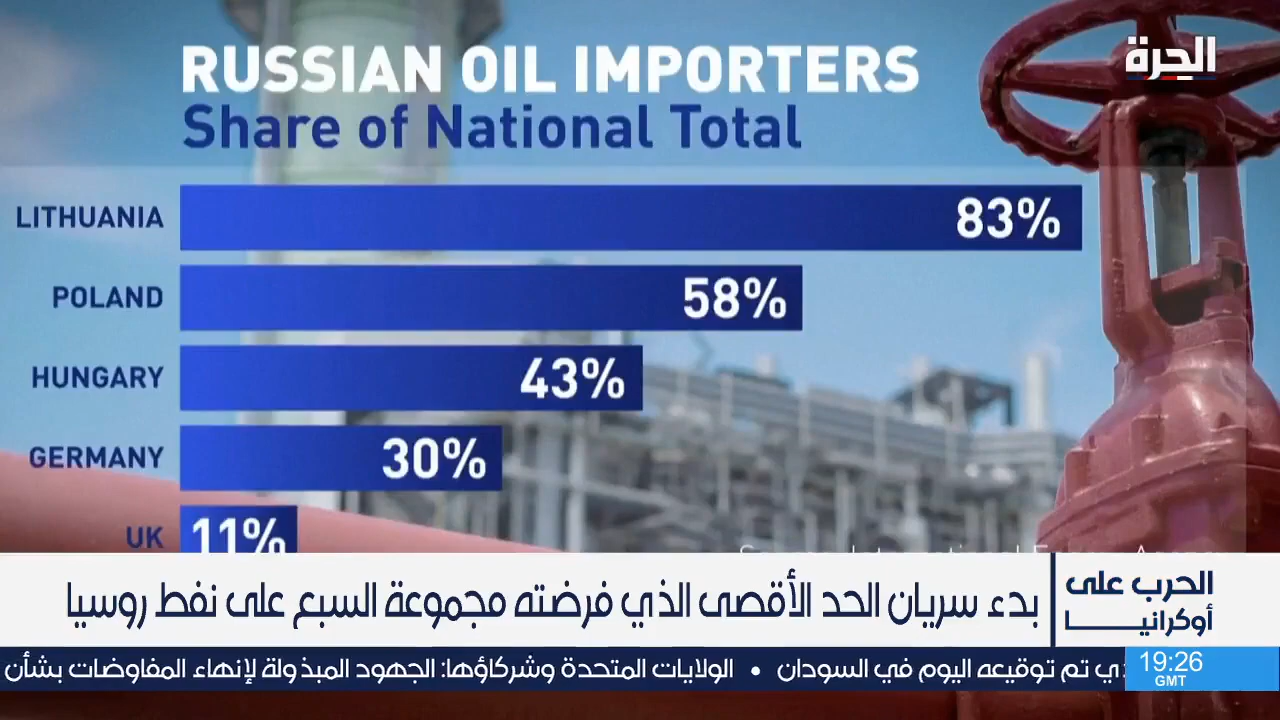 RUSSIAN OIL IMPORTERS
الحرة
Share of National Total
LITHUANIA 83%
POLAND 58%
HUNGARY 43%
GERMANY 30%
UK 11%
الحرب على
أوكرانيـــا
بدء سريان الحد الأقصى الذي فرضته مجموعة السبع على نفط روسيا
تم توقيعه اليوم في السودان • الولايات المتحدة وشركاؤها: الجهود المبذولة لإنهاء المفاوضات بشأن
19:26
GMT